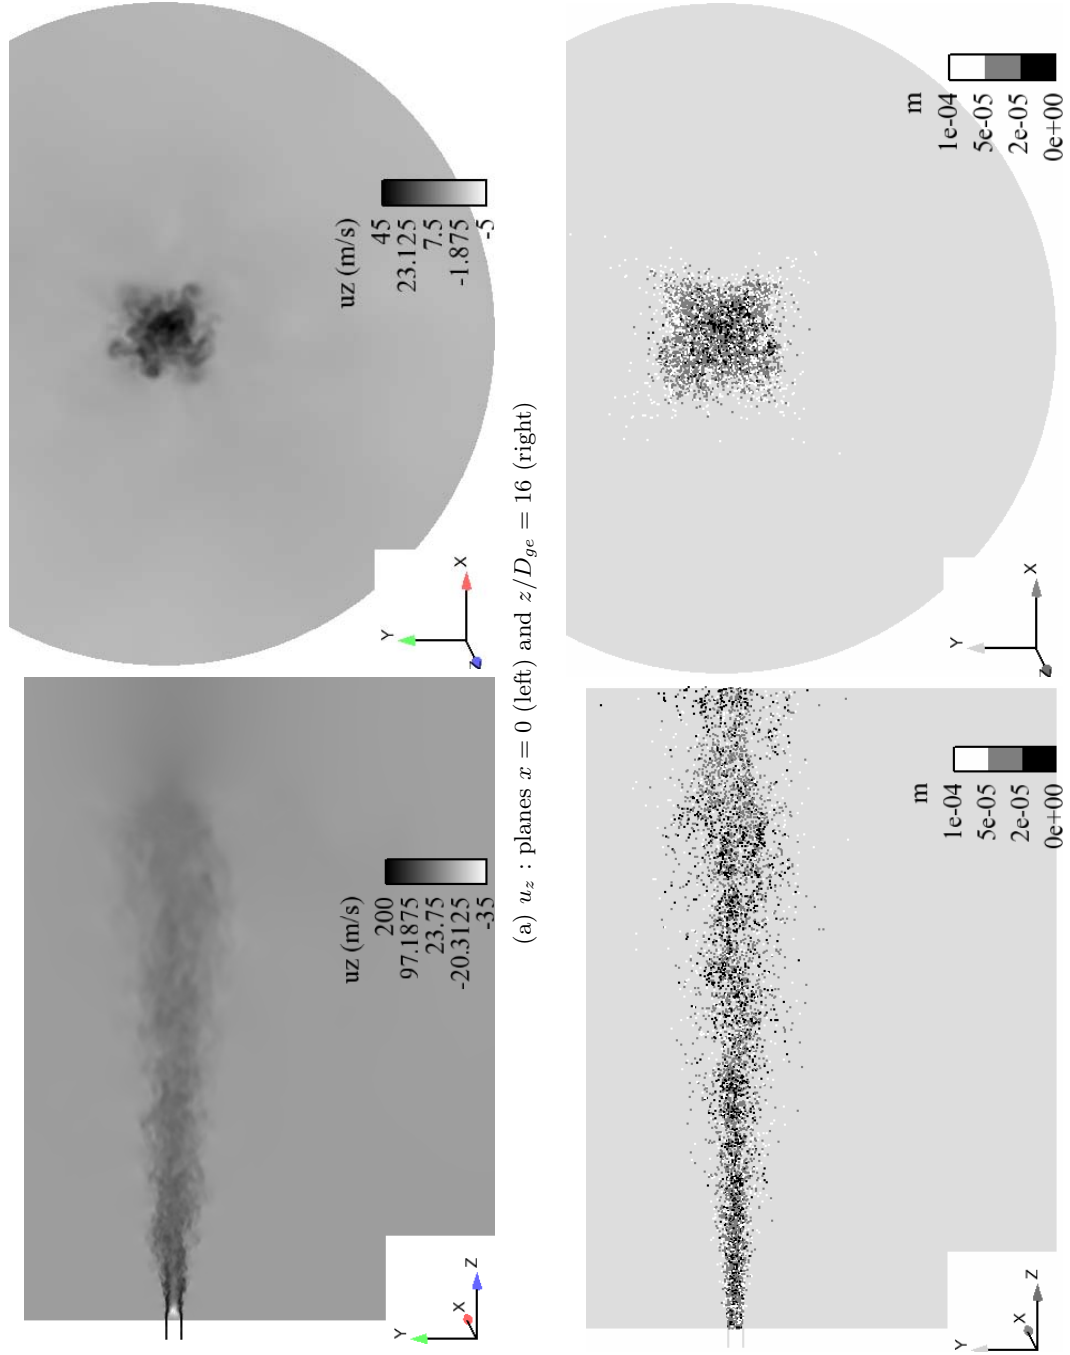 uz (m/s)
200
97.1875
23.75
-20.3125
-35
Y
X
Z
uz (m/s)
45
23.125
7.5
-1.875
-5
Y
X
Z
(a) u_z : planes x = 0 (left) and z/D_ge = 16 (right)
m
1e-04
5e-05
2e-05
0e+00
Y
X
Z
m
1e-04
5e-05
2e-05
0e+00
Y
X
Z